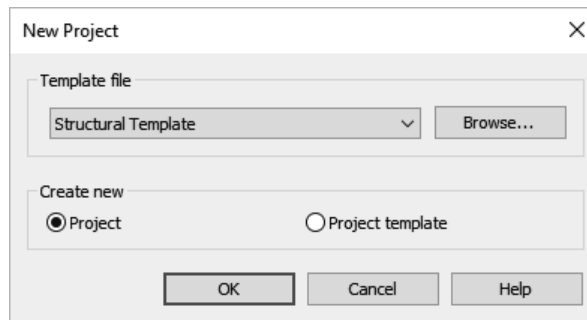 New Project
Template file
Structural Template
Browse...
Create new
Project
Project template
OK
Cancel
Help